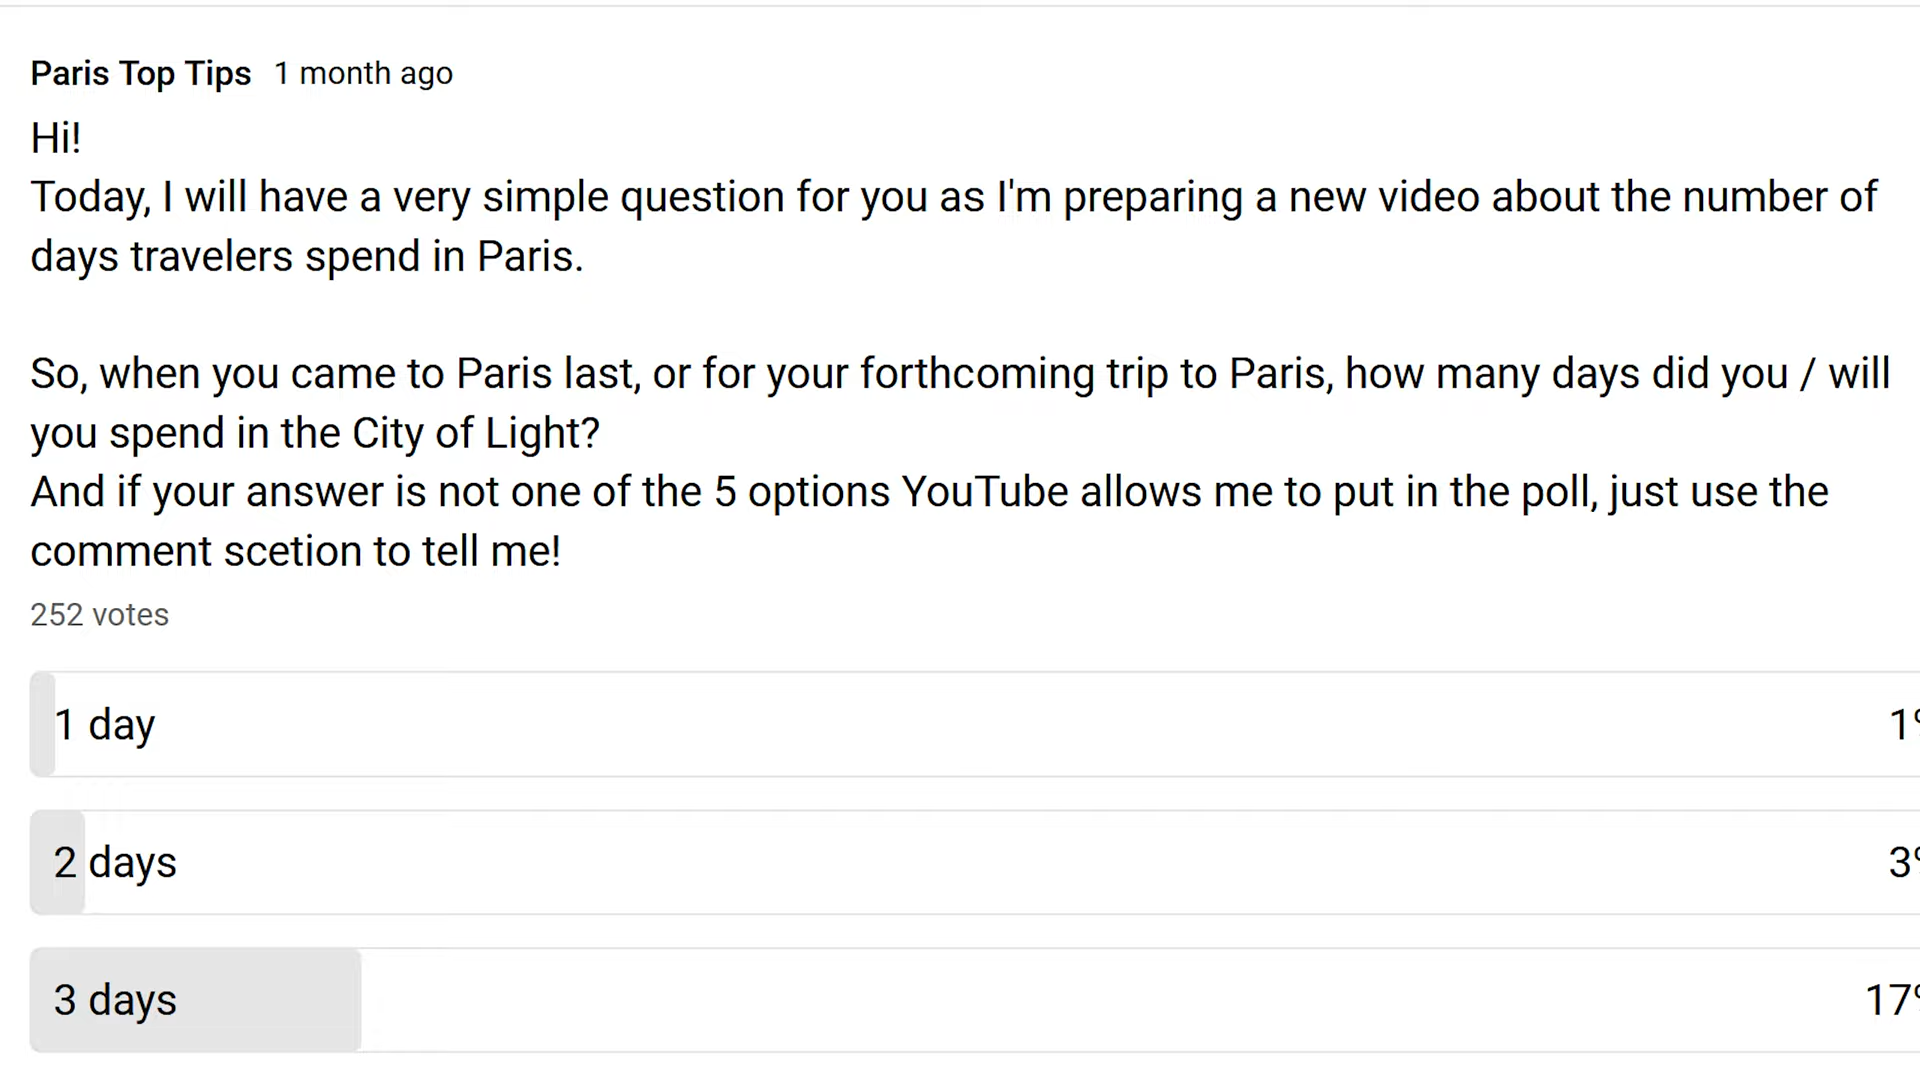 Paris Top Tips 1 month ago
Hi!
Today, I will have a very simple question for you as I'm preparing a new video about the number of
days travelers spend in Paris.
So, when you came to Paris last, or for your forthcoming trip to Paris, how many days did you / will
you spend in the City of Light?
And if your answer is not one of the 5 options YouTube allows me to put in the poll, just use the
comment scetion to tell me!
252 votes
1 day 1%
2 days 3%
3 days 17%